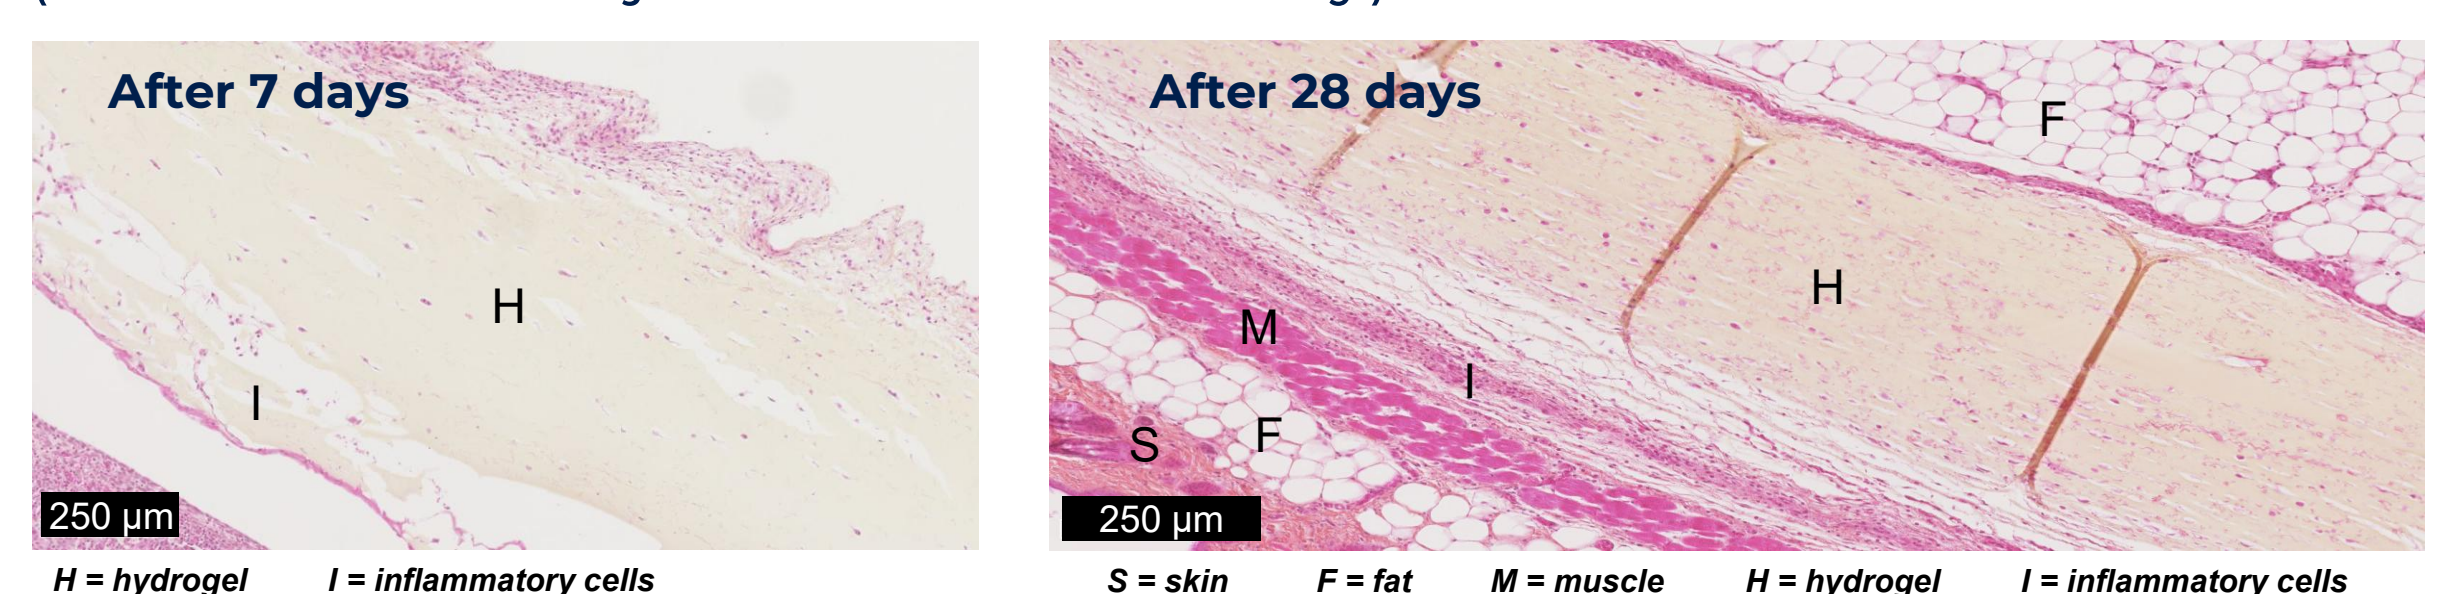 After 7 days
H
I
250 µm
H = hydrogel I = inflammatory cells
After 28 days
F
H
M
I
F
S
250 µm
S = skin F = fat M = muscle H = hydrogel I = inflammatory cells